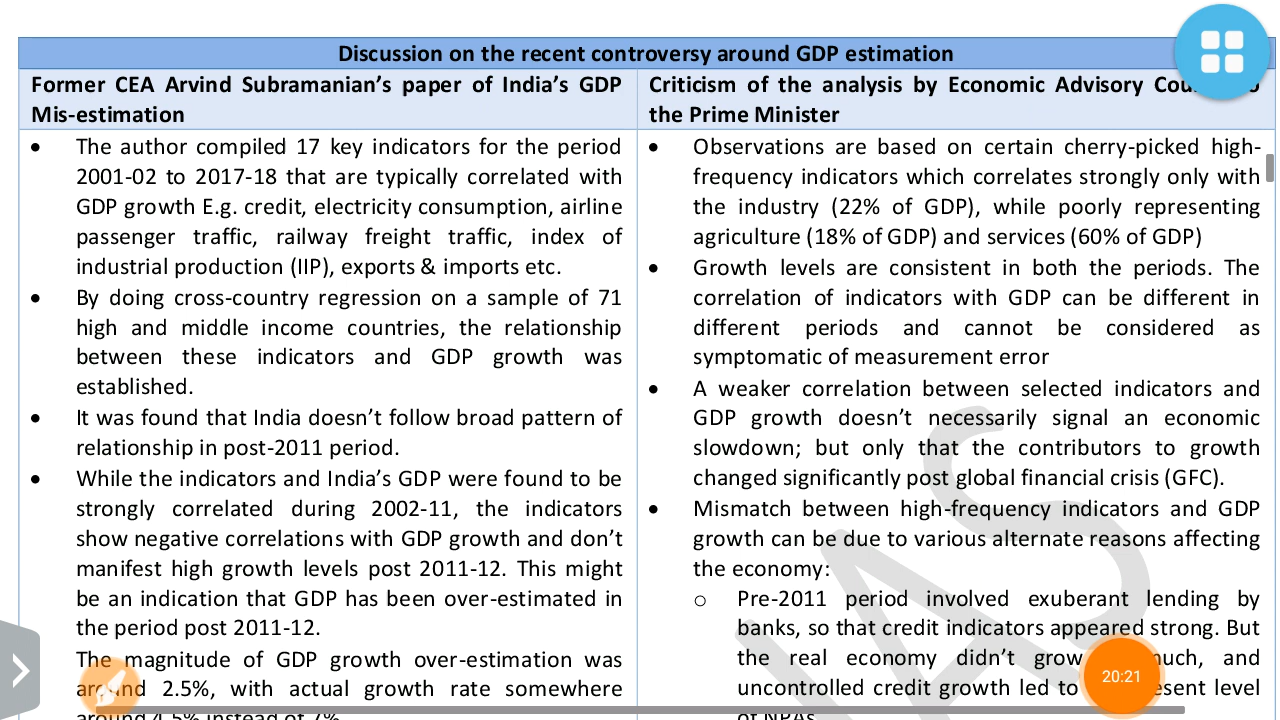 Discussion on the recent controversy around GDP estimation
Former CEA Arvind Subramanian's paper of India's GDP
Mis-estimation
• The author compiled 17 key indicators for the period
2001-02 to 2017-18 that are typically correlated with
GDP growth E.g. credit, electricity consumption, airline
passenger traffic, railway freight traffic, index of
industrial production (IIP), exports & imports etc.
• By doing cross-country regression on a sample of 71
high and middle income countries, the relationship
between these indicators and GDP growth was
established.
• It was found that India doesn't follow broad pattern of
relationship in post-2011 period.
• While the indicators and India's GDP were found to be
strongly correlated during 2002-11, the indicators
show negative correlations with GDP growth and don't
manifest high growth levels post 2011-12. This might
be an indication that GDP has been over-estimated in
the period post 2011-12.
The magnitude of GDP growth over-estimation was
around 2.5%, with actual growth rate somewhere
around 4.5% instead of 7%.
Criticism of the analysis by Economic Advisory
the Prime Minister
• Observations are based on certain cherry-picked high-
frequency indicators which correlates strongly only with
the industry (22% of GDP), while poorly representing
agriculture (18% of GDP) and services (60% of GDP)
• Growth levels are consistent in both the periods. The
correlation of indicators with GDP can be different in
different periods and cannot be considered as
symptomatic of measurement error
• A weaker correlation between selected indicators and
GDP growth doesn't necessarily signal an economic
slowdown; but only that the contributors to growth
changed significantly post global financial crisis (GFC).
• Mismatch between high-frequency indicators and GDP
growth can be due to various alternate reasons affecting
the economy:
o Pre-2011 period involved exuberant lending by
banks, so that credit indicators appeared strong. But
the real economy didn't grow much, and
uncontrolled credit growth led to present level
of NPAs
IAS
20:21